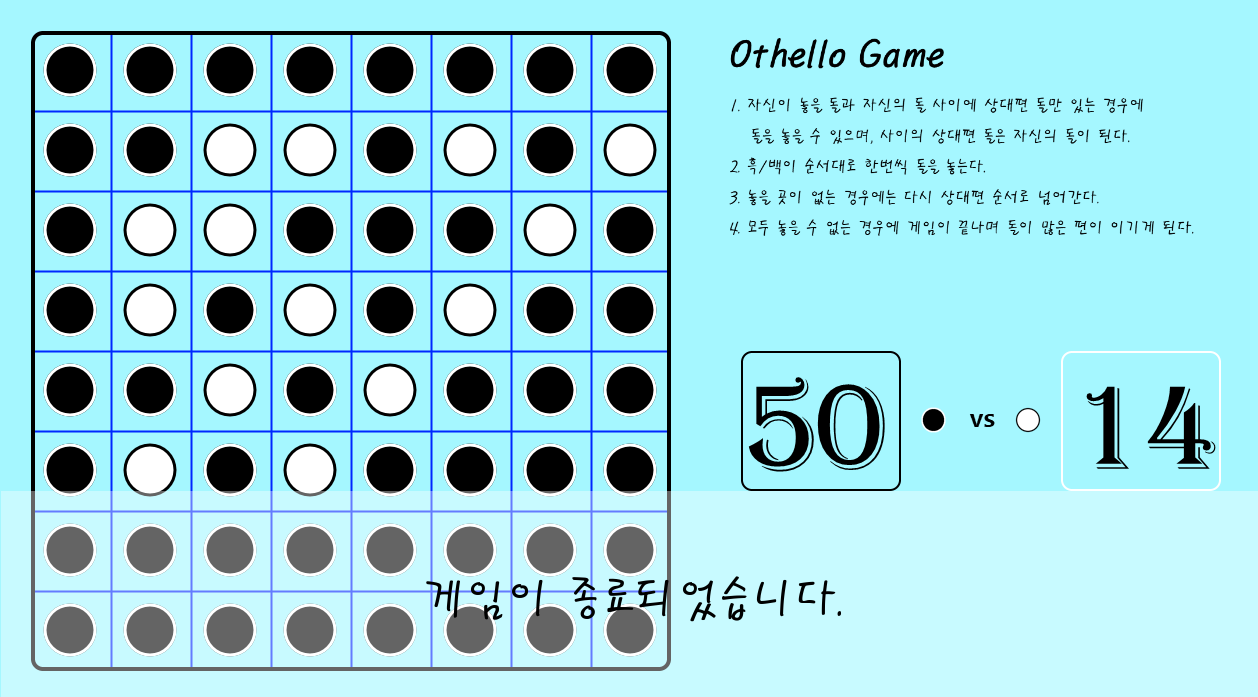 Othello Game
1. 자신이 놓을 돌과 자신의 돌 사이에 상대편 돌만 있는 경우에
돌을 놓을 수 있으며, 사이의 상대편 돌은 자신의 돌이 된다.
2. 흑/백이 순서대로 한번씩 돌을 놓는다.
3. 놓을 곳이 없는 경우에는 다시 상대편 순서로 넘어간다.
4. 모두 놓을 수 없는 경우에 게임이 끝나며 돌이 많은 편이 이기게 된다.
50 vs 14
게임이 종료되었습니다.